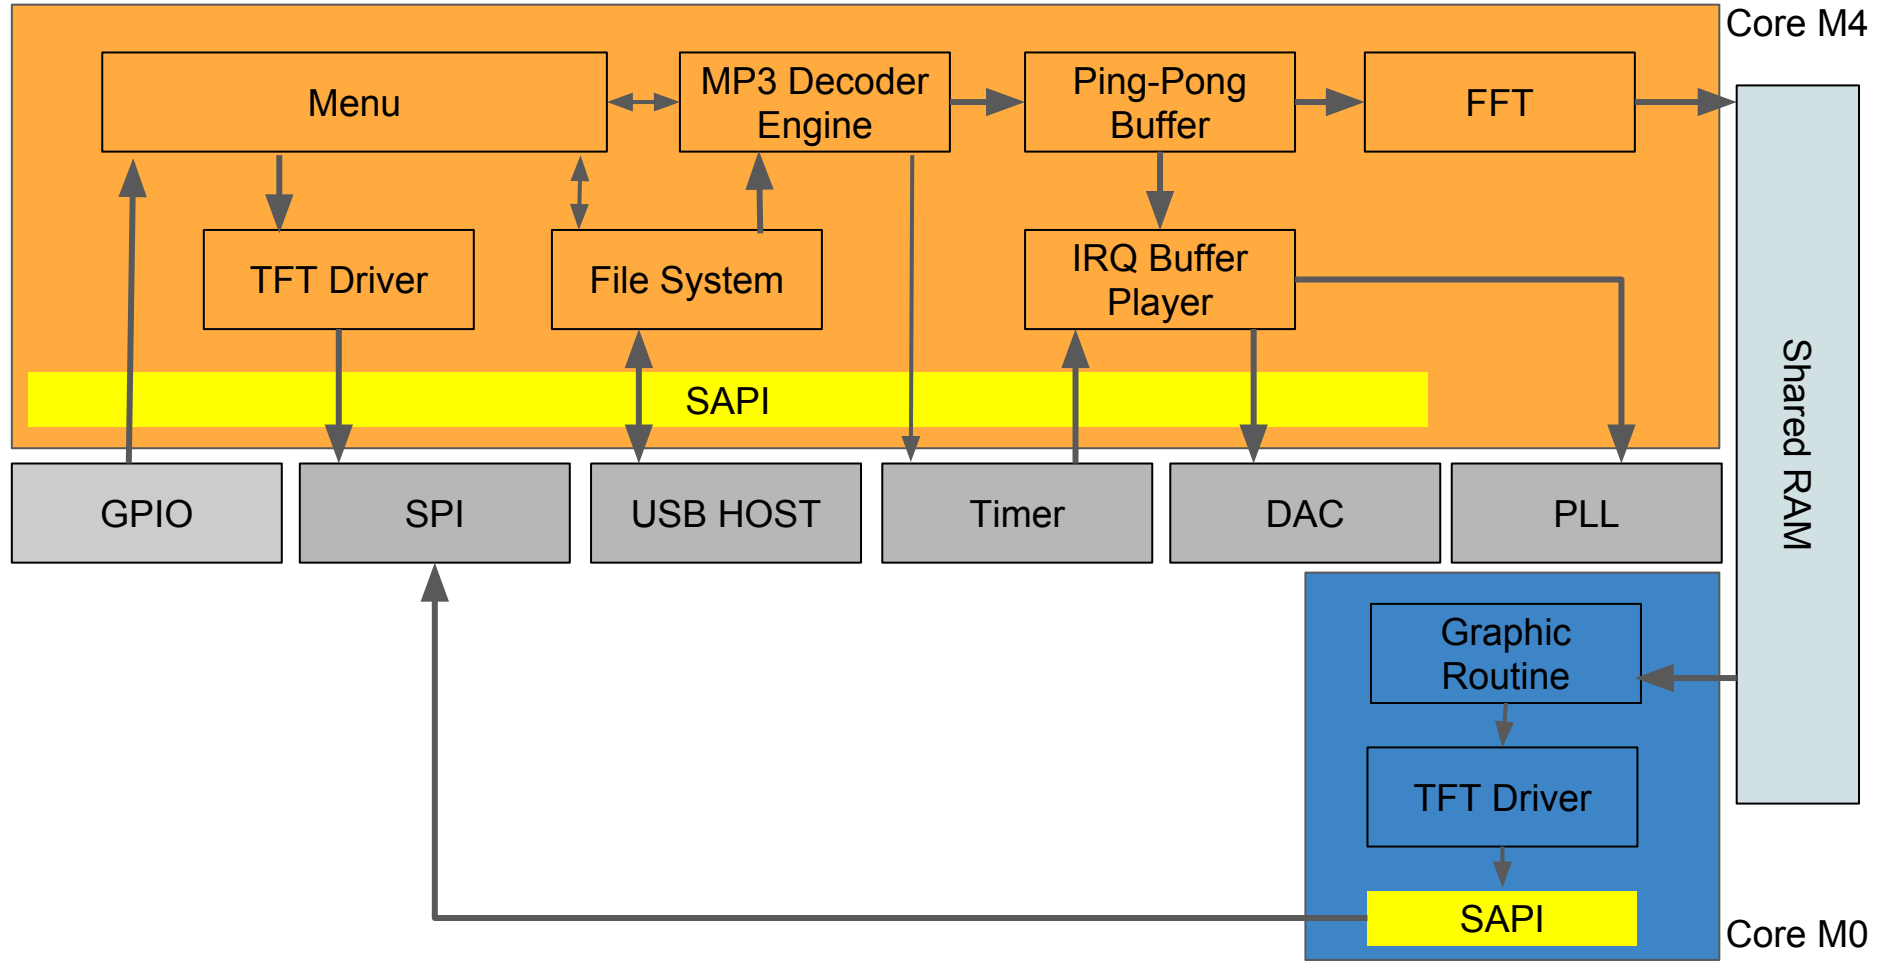 Core M4
Menu
MP3 Decoder
Engine
Ping-Pong
Buffer
FFT
TFT Driver
File System
IRQ Buffer
Player
SAPI
Shared RAM
GPIO
SPI
USB HOST
Timer
DAC
PLL
Graphic
Routine
TFT Driver
SAPI
Core M0